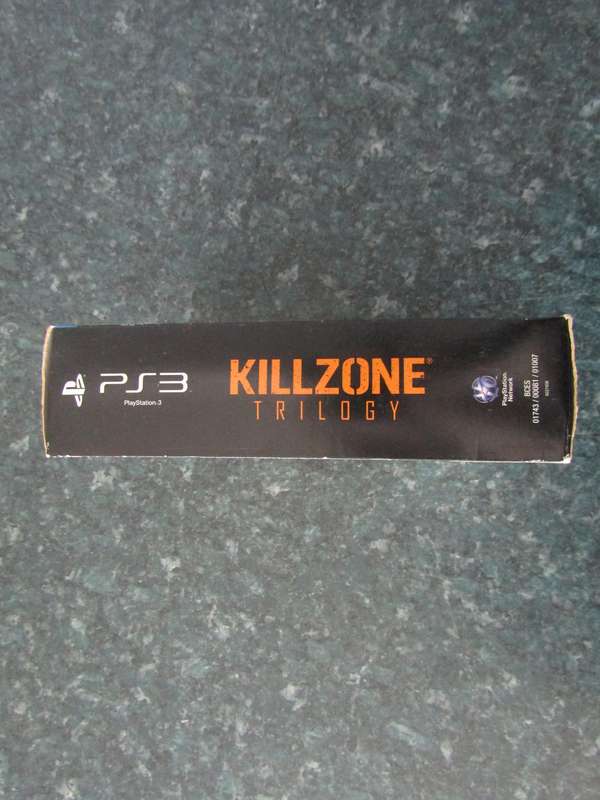 PS3
PlayStation®3
KILLZONE®
TRILOGY
PlayStation
Network
BCES
01743 / 00081 / 01007